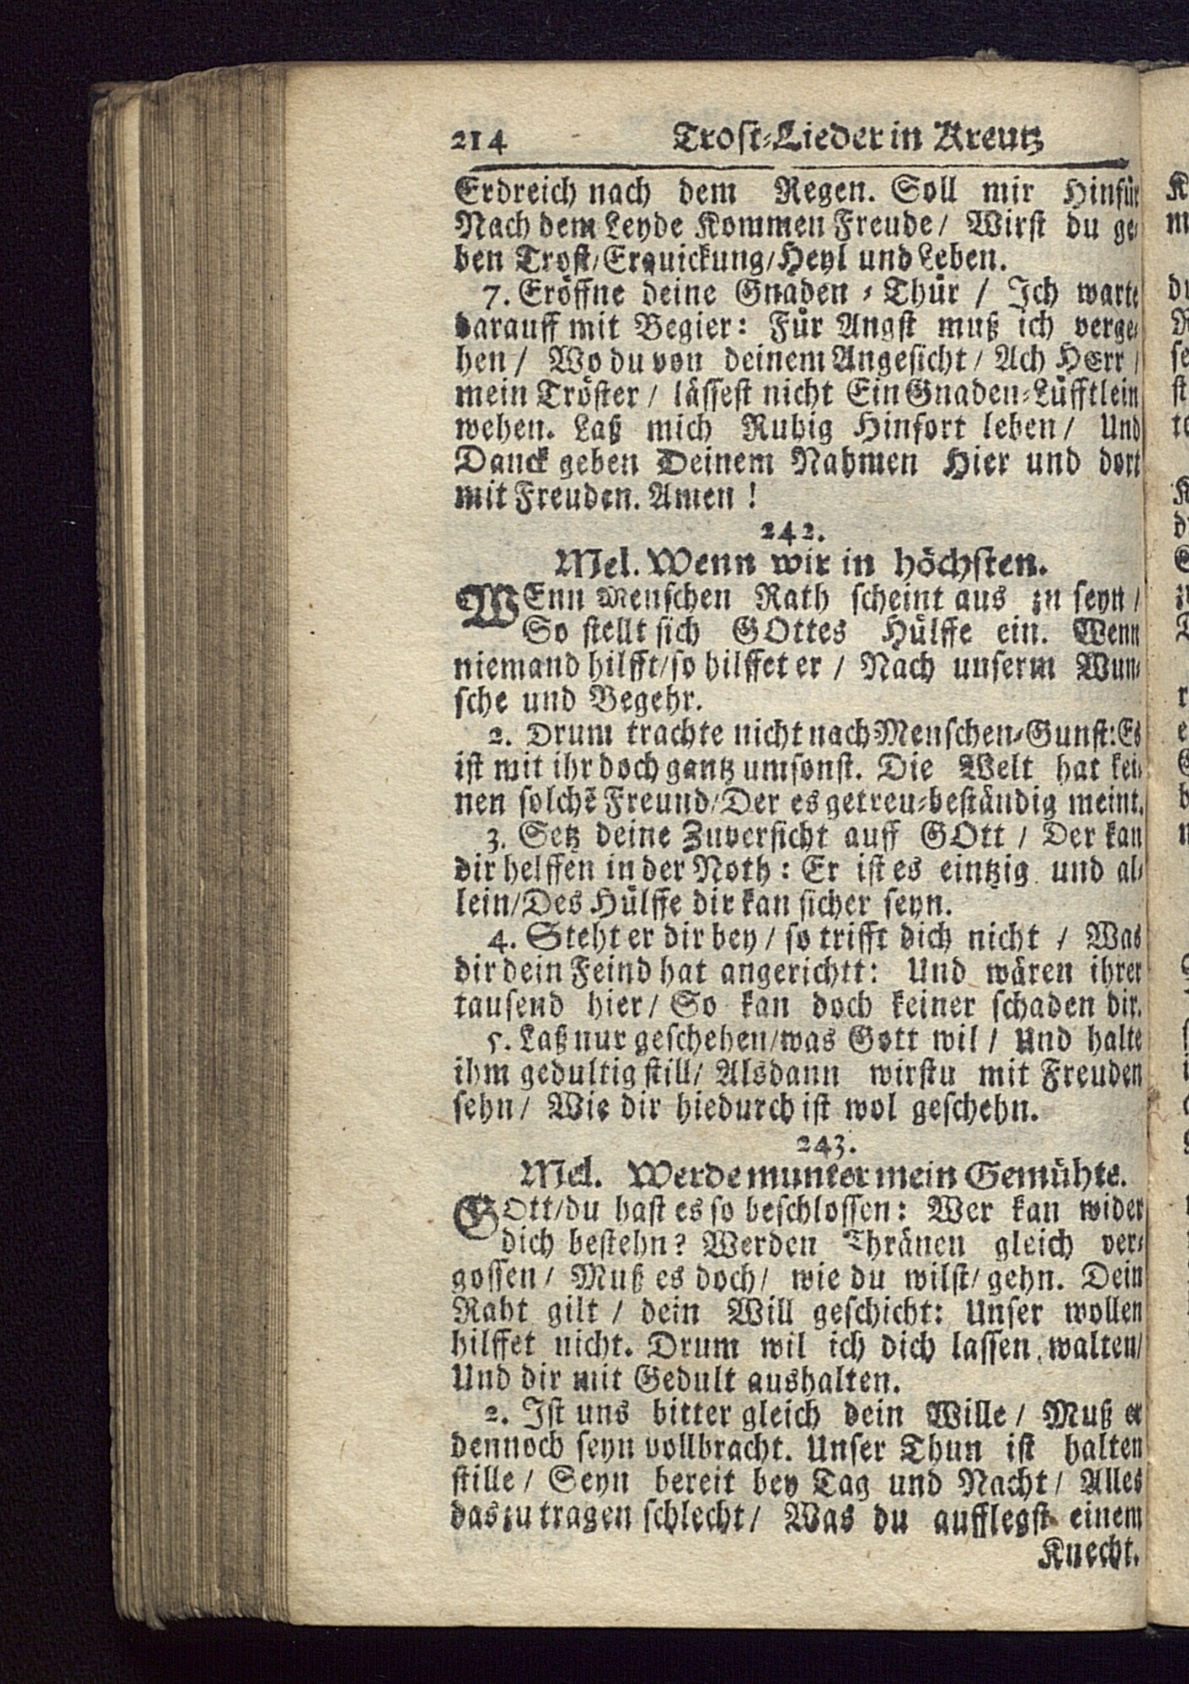 214 Trost-Lieder in Kreutz
Erdreich nach dem Regen. Soll mir Hinfür
Nach dem Leyde Kommen Freude/ Wirst du ge-
ben Trost/Erquickung/Heyl und Leben.
7. Eröffne deine Gnaden-Thür / Ich warte
darauff mit Begier: Für Angst muß ich verge-
hen/ Wo du von deinem Angesicht/ Ach HErr/
mein Tröster/ lässest nicht Ein Gnaden-Lüfftlein
wehen. Laß mich Ruhig Hinfort leben/ Und
Danck geben Deinem Nahmen Hier und dort
mit Freuden. Amen!
242.
Mel. Wenn wir in höchsten.
WEnn Menschen Rath scheint aus zu seyn/
So stellt sich GOttes Hülffe ein. Wenn
niemand hilfft/so hilffet er/ Nach unserm Wun-
sche und Begehr.
2. Drum trachte nicht nach Menschen-Gunst: Es
ist mit ihr doch gantz umsonst. Die Welt hat kei-
nen solchē Freund/Der es getreu-beständig meint.
3. Setz deine Zuversicht auff GOtt / Der kan
dir helffen in der Noth: Er ist es eintzig und al-
lein/Des Hülffe dir kan sicher seyn.
4. Steht er dir bey/ so trifft dich nicht / Was
dir dein Feind hat angerichtt: Und wären ihrer
tausend hier/ So kan doch keiner schaden dir.
5. Laß nur geschehen/was Gott wil/ Und halte
ihm gedultig still/ Alsdann wirstu mit Freuden
sehn/ Wie dir hiedurch ist wol geschehn.
243.
Mel. Werde munter mein Gemühte.
GOtt/du hast es so beschlossen: Wer kan wider
dich bestehn? Werden Thränen gleich ver-
gossen/ Muß es doch/ wie du wilst/gehn. Dein
Raht gilt / dein Will geschicht: Unser wollen
hilffet nicht. Drum wil ich dich lassen walten/
Und dir mit Gedult aushalten.
2. Ist uns bitter gleich dein Wille/ Muß er
dennoch seyn vollbracht. Unser Thun ist halten
stille/ Seyn bereit bey Tag und Nacht/ Alles
das zu tragen schlecht/ Was du aufflegst einem
Knecht.